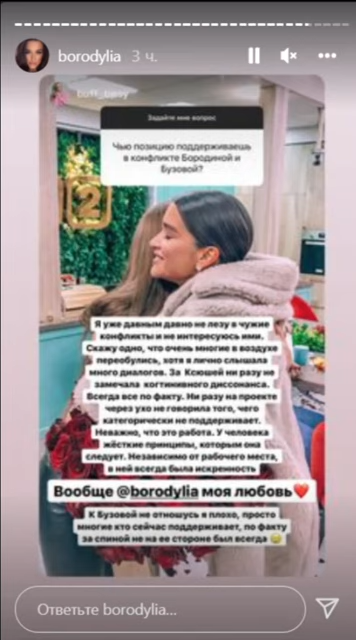 borodylia 3 ч.
Задайте мне вопрос
Чью позицию поддерживаешь
в конфликте Бородиной и
Бузовой?
2
Я уже давным давно не лезу в чужие
конфликты и не интересуюсь ими.
Скажу одно, что очень многие в воздухе
переобулись, хотя я лично слышала
много диалогов. За Ксюшей ни разу не
замечала когтинивного диссонанса.
Всегда все по факту. Ни разу на проекте
через ухо не говорила того, чего
категорически не поддерживает.
Неважно, что это работа. У человека
жёсткие принципы, которым она
следует. Независимо от рабочего места,
в ней всегда была искренность
Вообще @borodylia моя любовь❤️
К Бузовой не отношусь я плохо, просто
многие кто сейчас поддерживает, по факту
за спиной не на ее стороне был всегда
Ответьте borodylia...